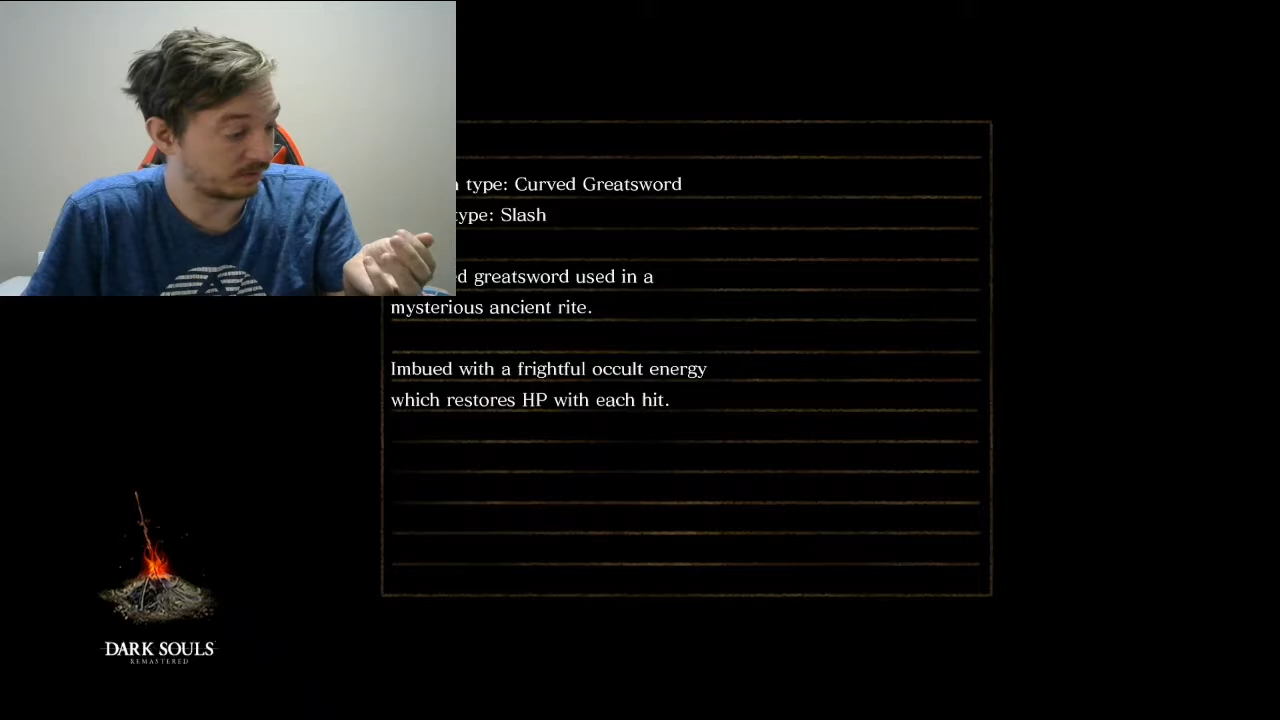 type: Curved Greatsword
type: Slash
greatsword used in a
mysterious ancient rite.
Imbued with a frightful occult energy
which restores HP with each hit.
DARK SOULS
REMASTERED